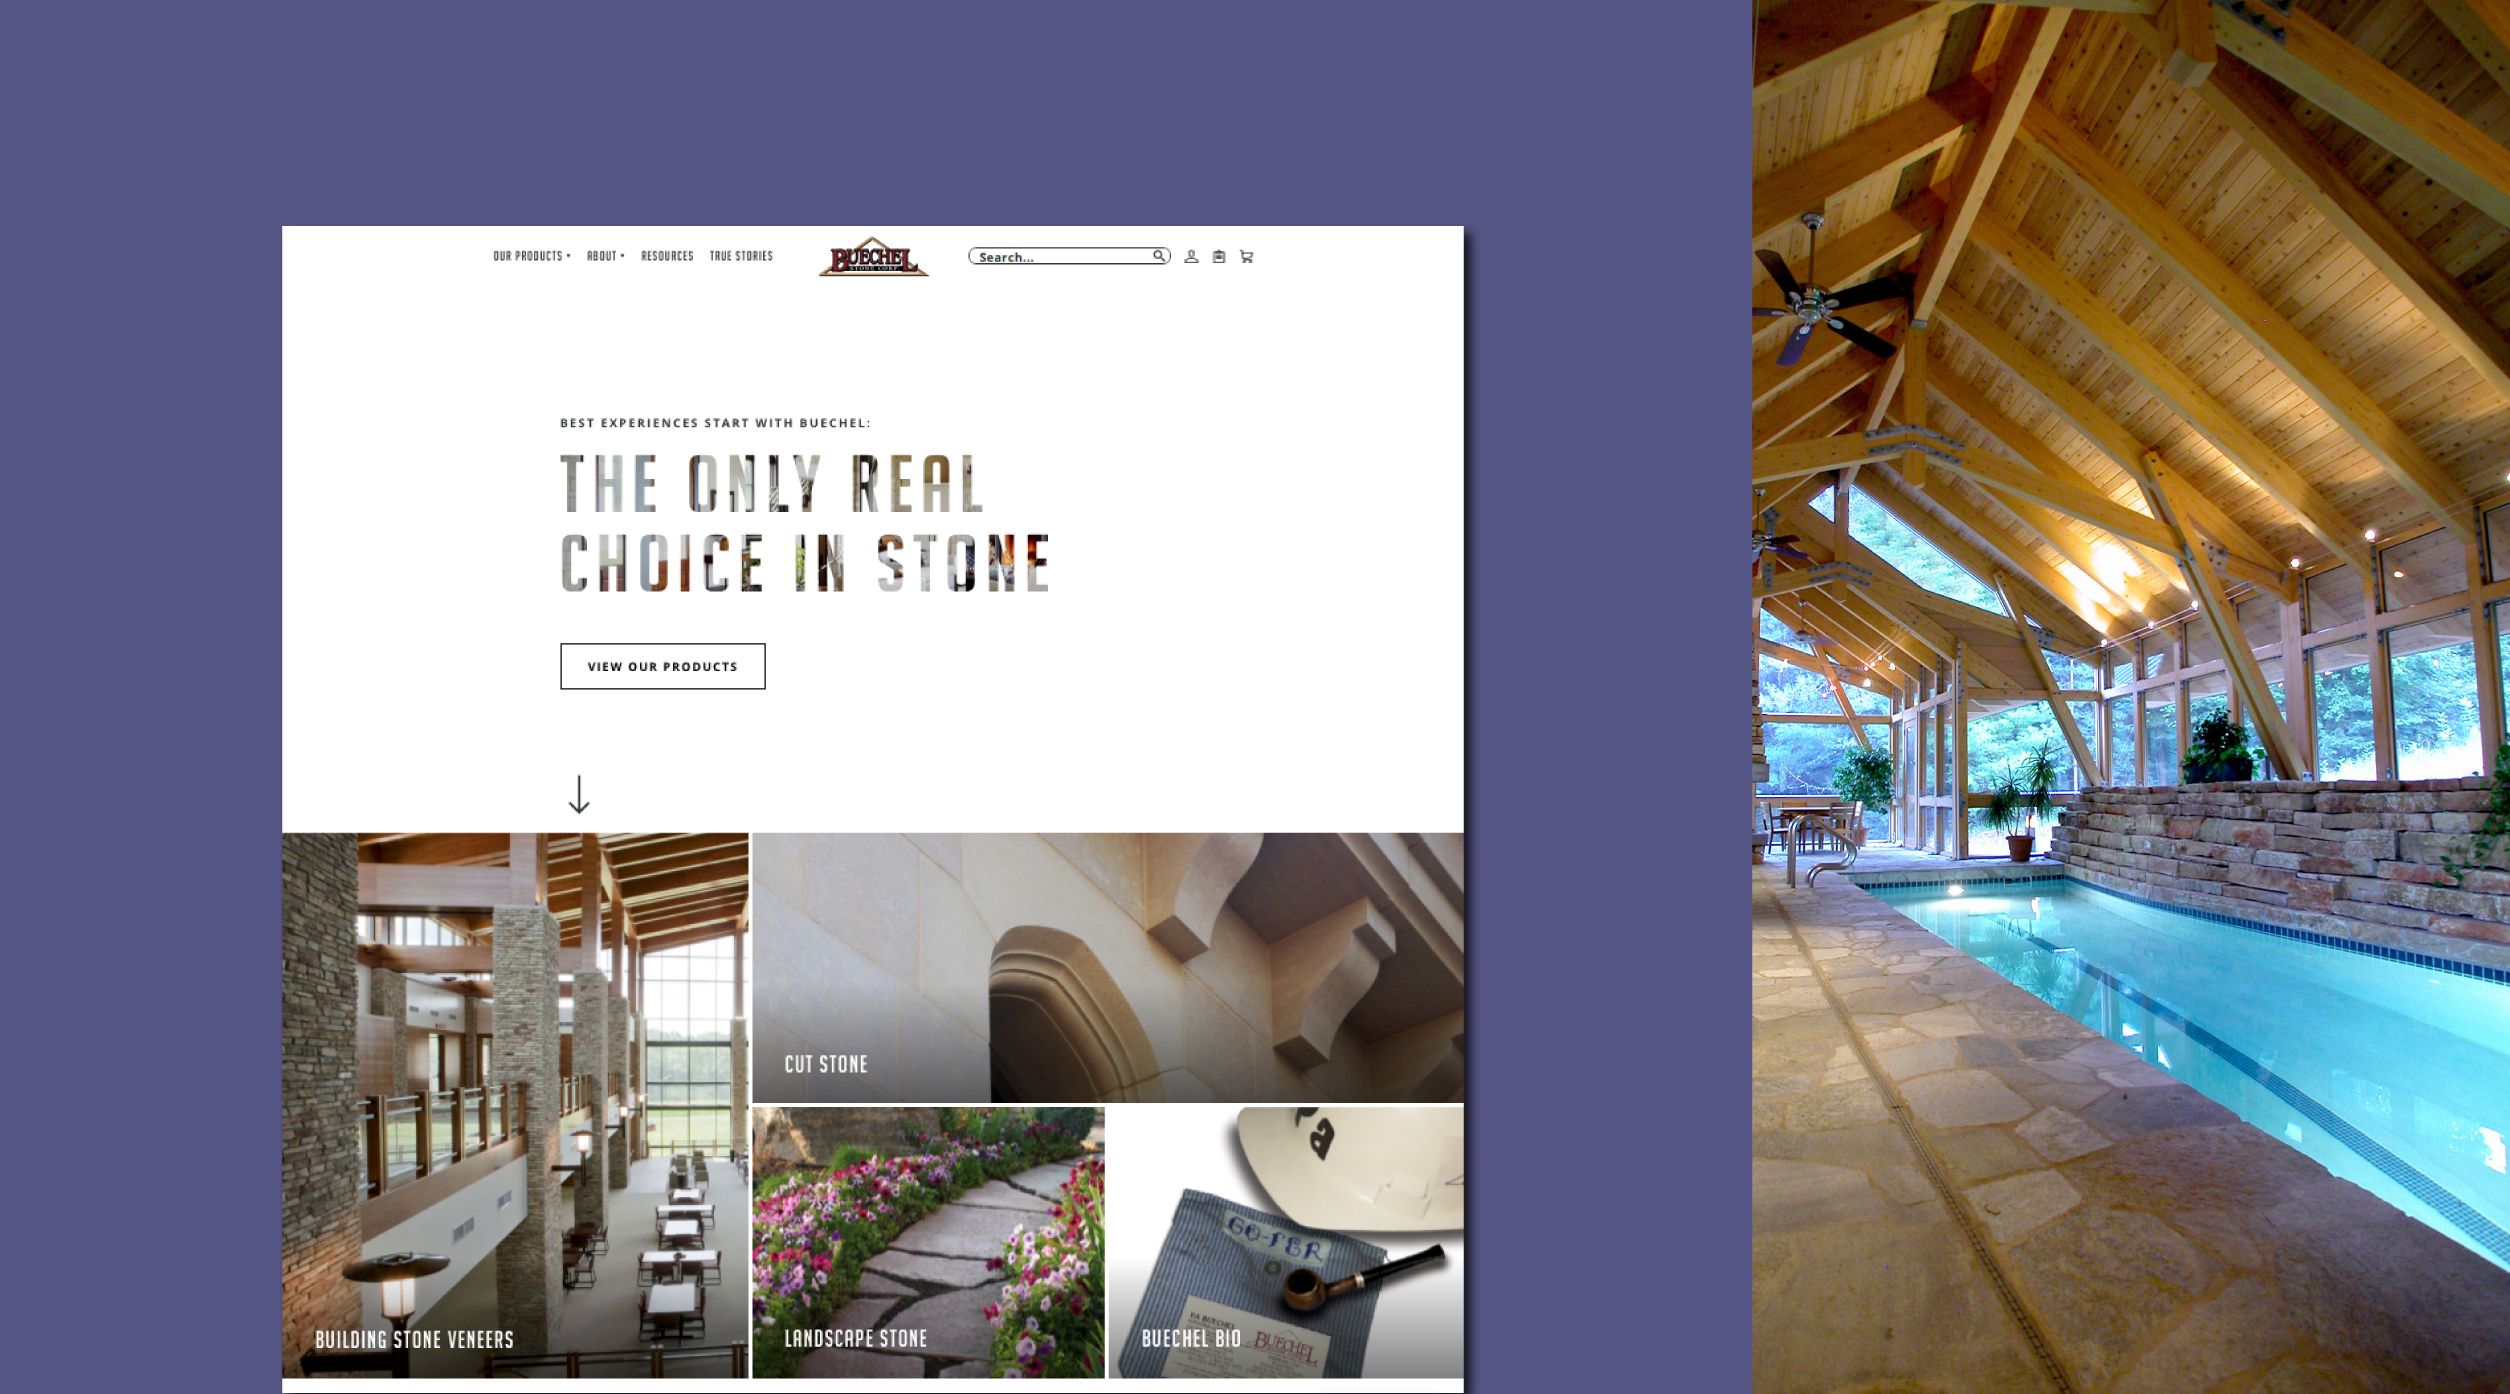 OUR PRODUCTS
ABOUT
RESOURCES
TRUE STORIES
BUECHEL
STONE CORP.
Search...
BEST EXPERIENCES START WITH BUECHEL:
THE ONLY REAL
CHOICE IN STONE
VIEW OUR PRODUCTS
CUT STONE
BUILDING STONE VENEERS
LANDSCAPE STONE
Pa
GO-FER
PA BUECHEL
BUECHEL
BUECHEL BIO